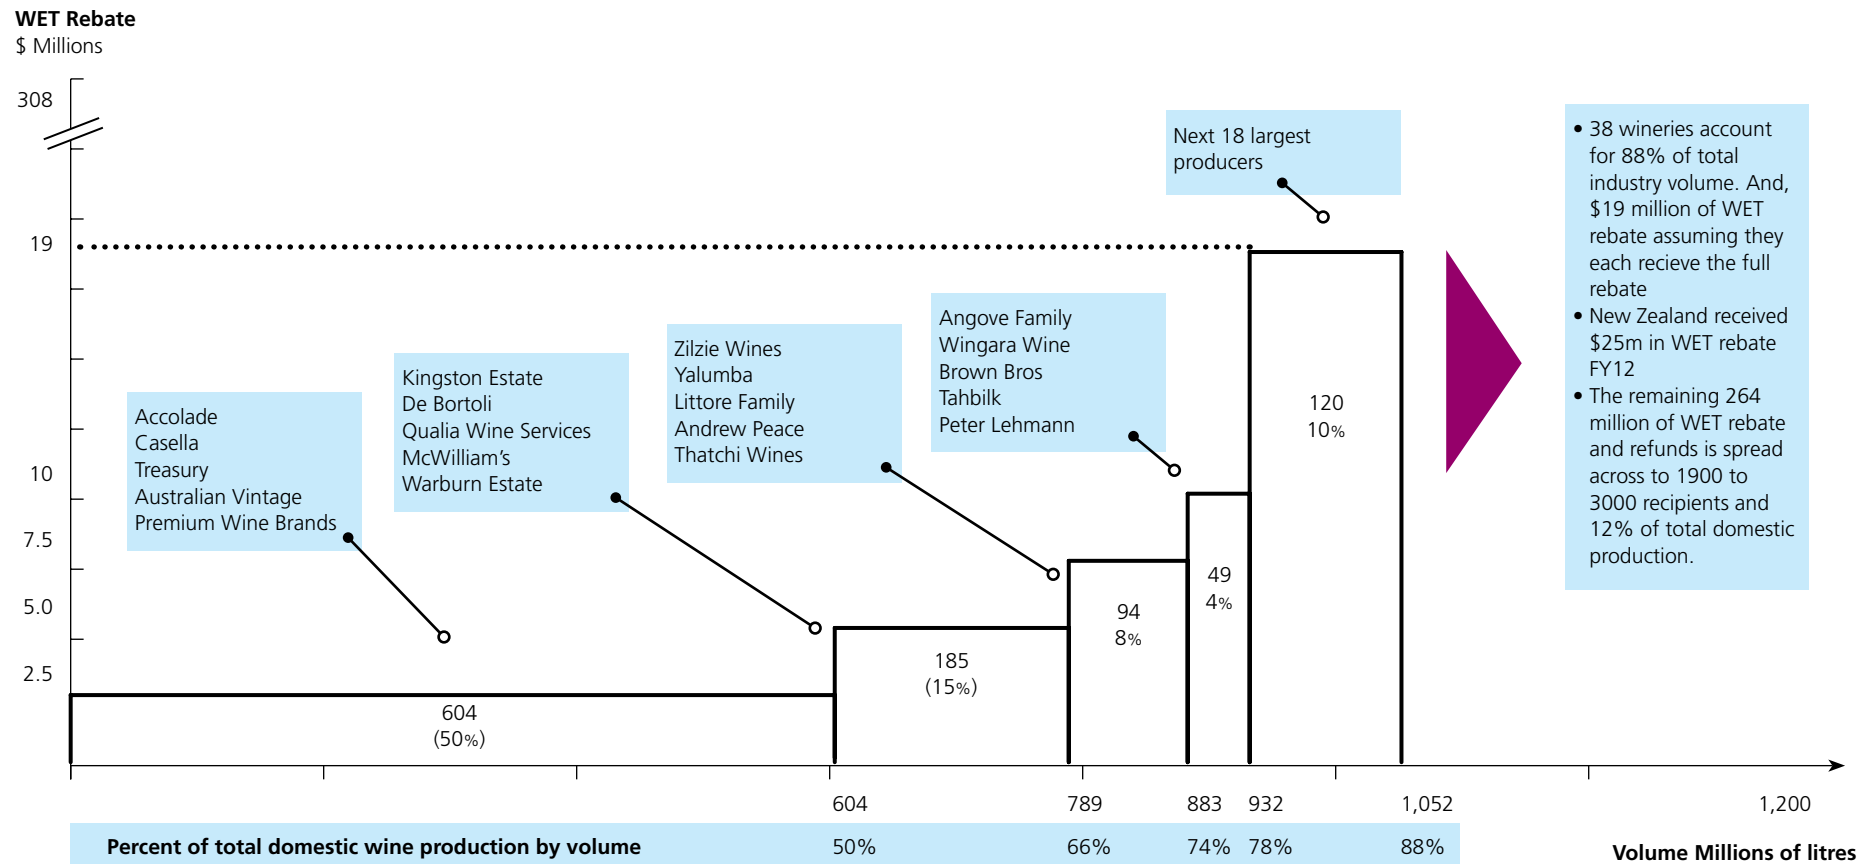 WET Rebate
$ Millions
308
19
10
7.5
5.0
2.5
Accolade
Casella
Treasury
Australian Vintage
Premium Wine Brands
Kingston Estate
De Bortoli
Qualia Wine Services
McWilliam's
Warburn Estate
Zilzie Wines
Yalumba
Littore Family
Andrew Peace
Thatchi Wines
Angove Family
Wingara Wine
Brown Bros
Tahbilk
Peter Lehmann
Next 18 largest
producers
604
(50%)
185
(15%)
94
8%
49
4%
120
10%
• 38 wineries account
for 88% of total
industry volume. And,
$19 million of WET
rebate assuming they
each recieve the full
rebate
• New Zealand received
$25m in WET rebate
FY12
• The remaining 264
million of WET rebate
and refunds is spread
across to 1900 to
3000 recipients and
12% of total domestic
production.
604 789 883 932 1,052 1,200
Percent of total domestic wine production by volume 50% 66% 74% 78% 88%
Volume Millions of litres